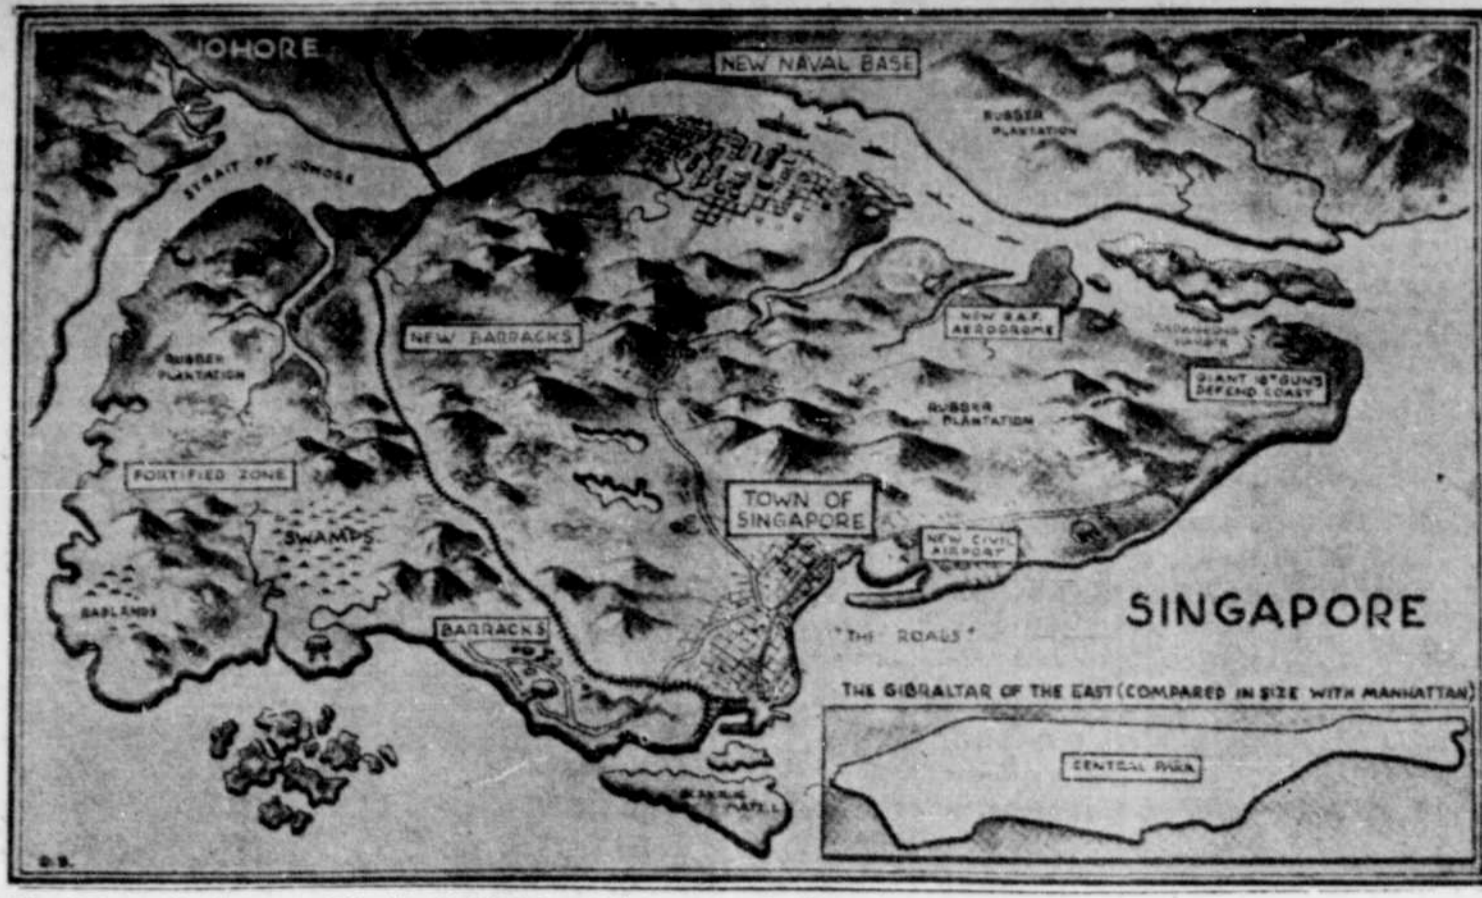 JOHORE
NEW NAVAL BASE
RUBBER
PLANTATION
STRAIT OF JOHORE
NEW R.A.F.
AERODROME
NEW BARRACKS
RUBBER
PLANTATION
GIANT 18" GUNS
DEFEND COAST
RUBBER
PLANTATION
FORTIFIED ZONE
TOWN OF
SINGAPORE
SWAMPS
NEW CIVIL
AIRPORT
BADLANDS
SINGAPORE
BARRACKS
"THE ROADS"
THE GIBRALTAR OF THE EAST (COMPARED IN SIZE WITH MANHATTAN)
CENTRAL PARK
MATI I.
D.B.